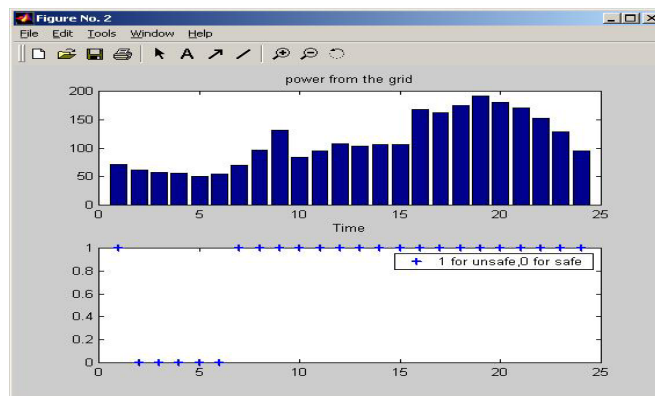 Figure No. 2
File Edit Tools Window Help
A
power from the grid
200
150
100
50
0
0 5 10 15 20 25
Time
1
0.8
0.6
0.4
0.2
0
1 for unsafe,0 for safe
0 5 10 15 20 25